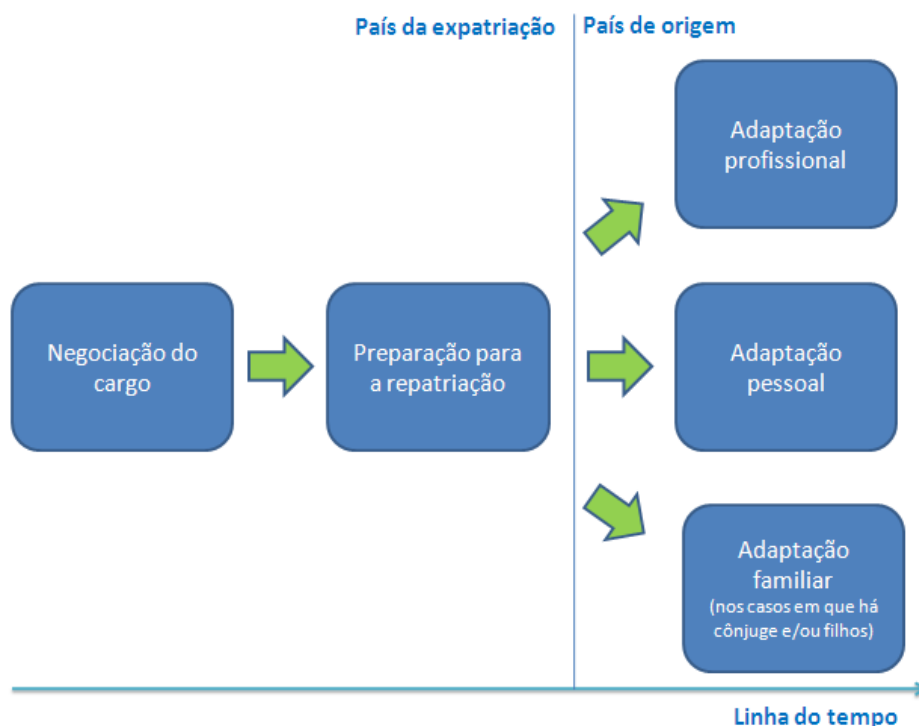 País da expatriação
País de origem
Adaptação
profissional
Negociação do
cargo
Preparação para
a repatriação
Adaptação
pessoal
Adaptação
familiar
(nos casos em que há
cônjuge e/ou filhos)
Linha do tempo